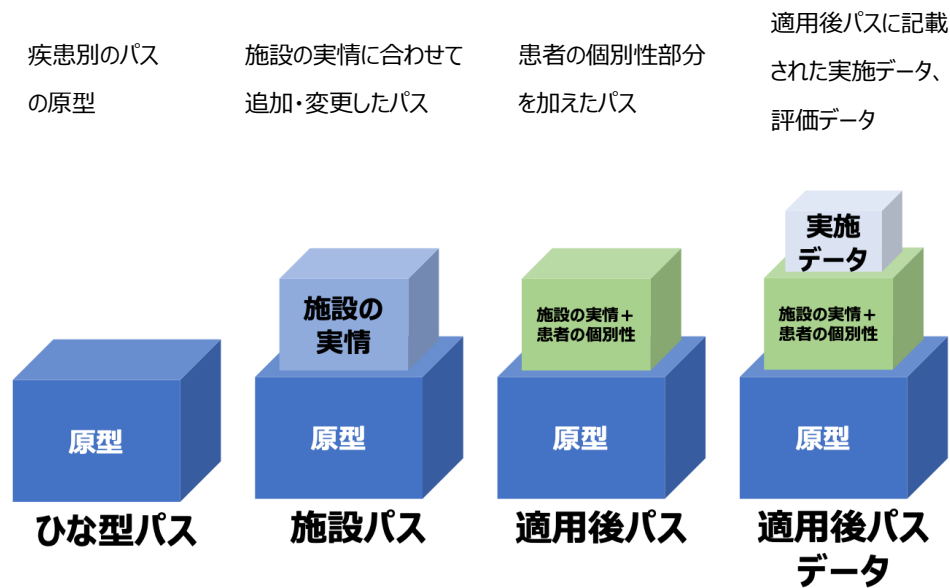 疾患別のパス
の原型
施設の実情に合わせて
追加・変更したパス
患者の個別性部分
を加えたパス
適用後パスに記載
された実施データ、
評価データ
原型
ひな型パス
施設の
実情
原型
施設パス
施設の実情＋
患者の個別性
原型
適用後パス
実施
データ
施設の実情＋
患者の個別性
原型
適用後パス
データ